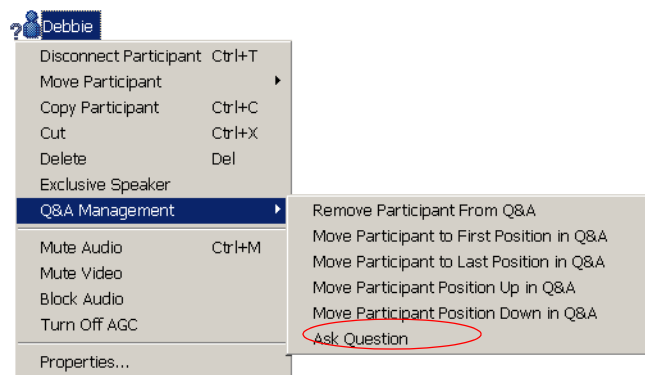 ?Debbie
Disconnect Participant Ctrl+T
Move Participant
Copy Participant Ctrl+C
Cut Ctrl+X
Delete Del
Exclusive Speaker
Q&A Management
Mute Audio Ctrl+M
Mute Video
Block Audio
Turn Off AGC
Properties...
Remove Participant From Q&A
Move Participant to First Position in Q&A
Move Participant to Last Position in Q&A
Move Participant Position Up in Q&A
Move Participant Position Down in Q&A
Ask Question